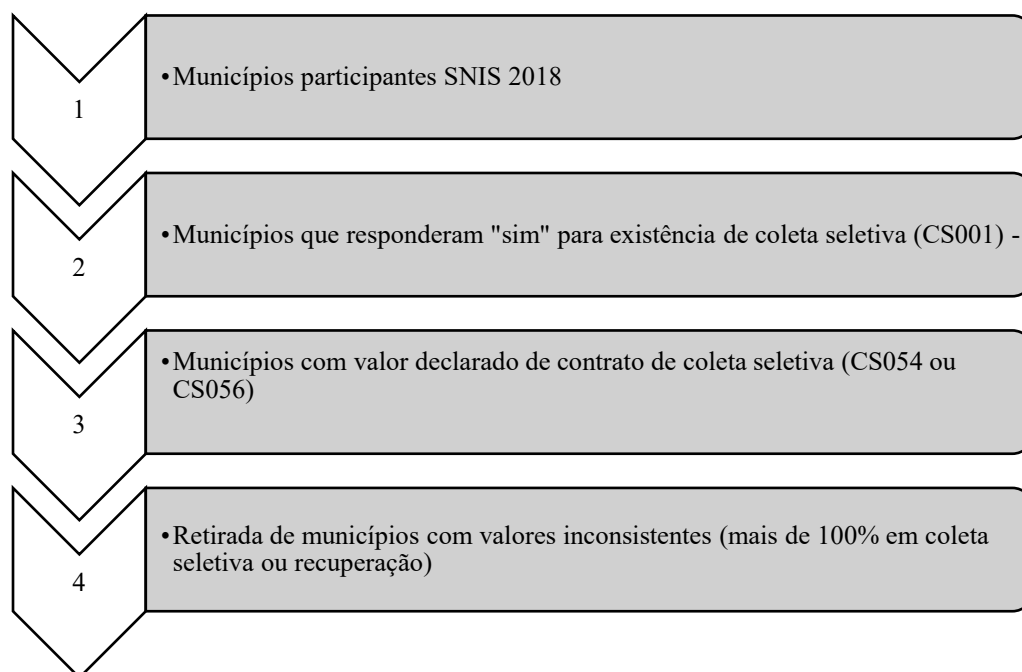 1
•Municípios participantes SNIS 2018
2
•Municípios que responderam "sim" para existência de coleta seletiva (CS001) -
3
•Municípios com valor declarado de contrato de coleta seletiva (CS054 ou
CS056)
4
•Retirada de municípios com valores inconsistentes (mais de 100% em coleta
seletiva ou recuperação)